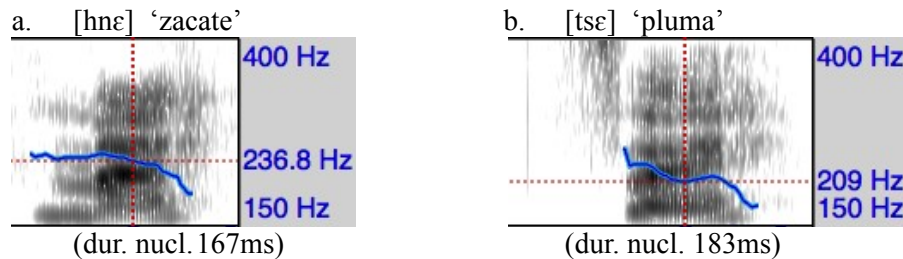 a. [hnɛ] ‘zacate’ b. [tsɛ] ‘pluma’
400 Hz 400 Hz
236.8 Hz 209 Hz
150 Hz 150 Hz
(dur. nucl. 167ms) (dur. nucl. 183ms)